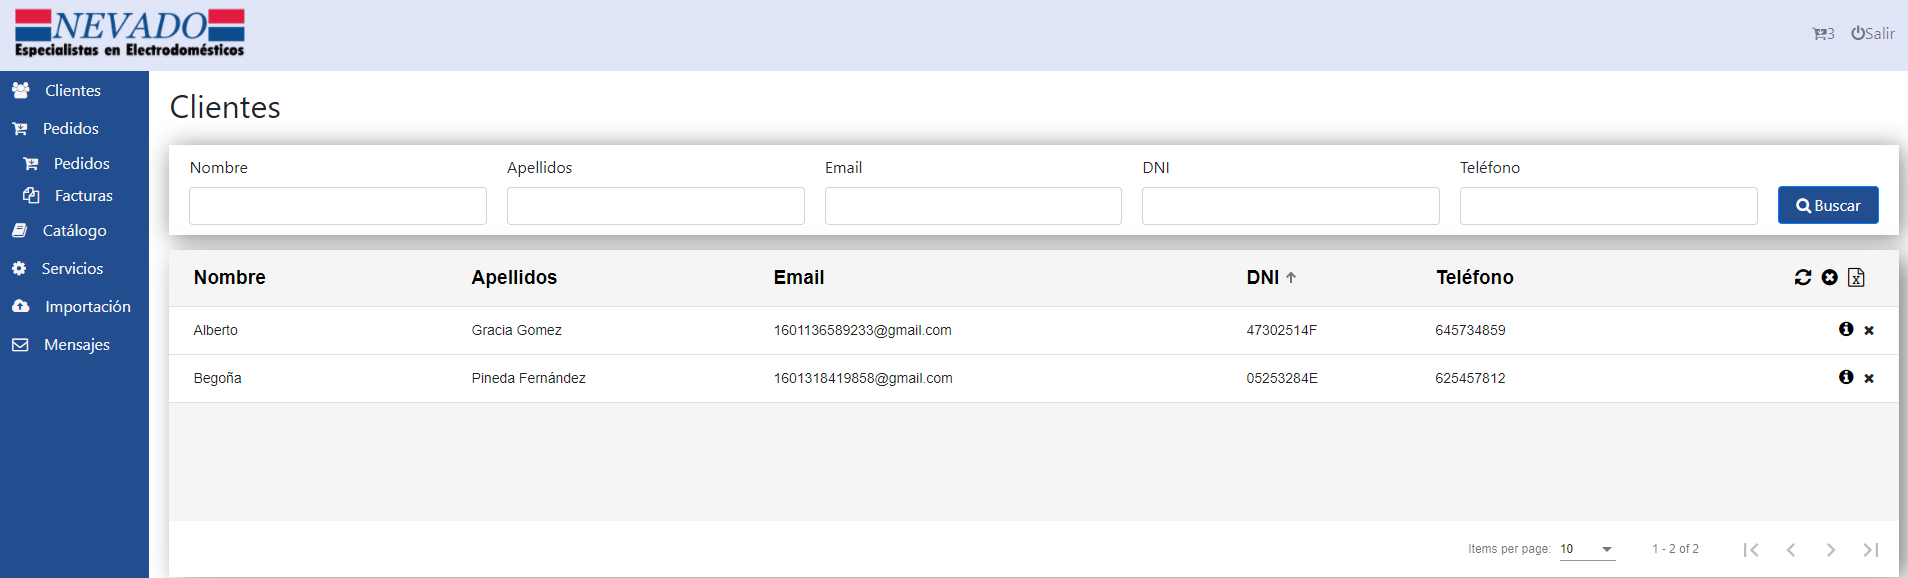 NEVADO
Especialistas en Electrodomésticos
3 Salir
Clientes
Pedidos
Pedidos
Facturas
Catálogo
Servicios
Importación
Mensajes
Clientes
Nombre Apellidos Email DNI Teléfono
Buscar
Nombre Apellidos Email DNI Teléfono
Alberto Gracia Gomez 1601136589233@gmail.com 47302514F 645734859
Begoña Pineda Fernández 1601318419858@gmail.com 05253284E 625457812
Items per page: 10 1 - 2 of 2